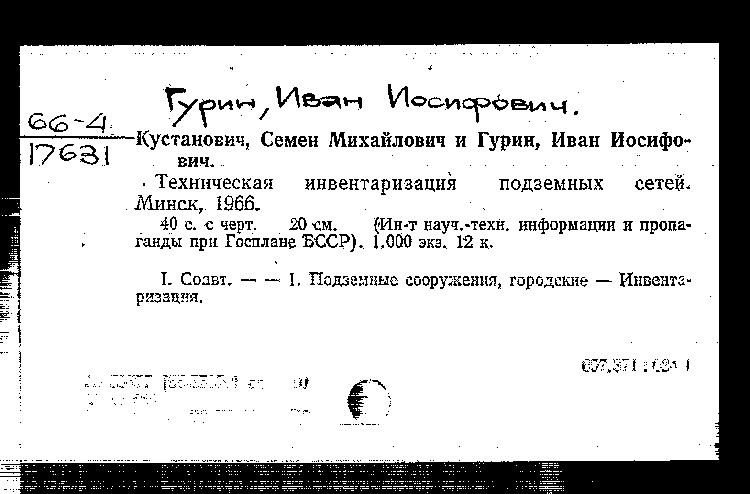 Гурин, Иван Иосифович.
66-4
17631
Кустанович, Семен Михайлович и Гурин, Иван Иосифо-
вич.
Техническая инвентаризация подземных сетей.
Минск, 1966.
40 с. с черт. 20 см. (Ин-т науч.-техн. информации и пропа-
ганды при Госплане БССР). 1.000 экз. 12 к.
I. Соавт. — — I. Подземные сооружения, городские — Инвента-
ризация.